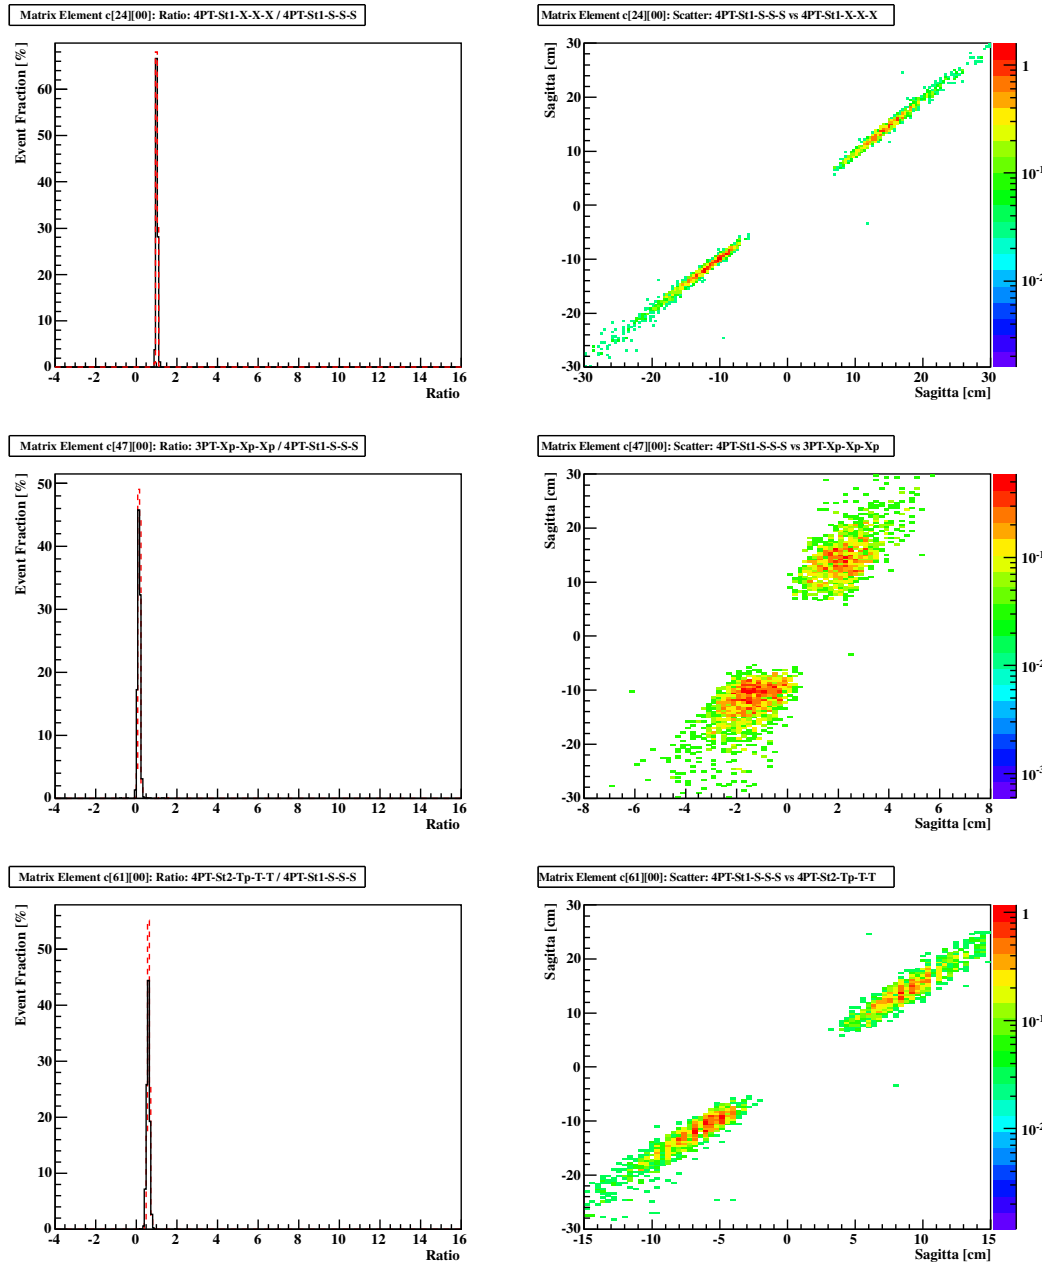 Matrix Element c[24][00]: Ratio: 4PT-St1-X-X-X / 4PT-St1-S-S-S
Event Fraction [%]
60
50
40
30
20
10
0
-4 -2 0 2 4 6 8 10 12 14 16
Ratio
Matrix Element c[24][00]: Scatter: 4PT-St1-S-S-S vs 4PT-St1-X-X-X
Sagitta [cm]
30
20
10
0
-10
-20
-30
-30 -20 -10 0 10 20 30
Sagitta [cm]
1
10-1
10-2
Matrix Element c[47][00]: Ratio: 3PT-Xp-Xp-Xp / 4PT-St1-S-S-S
Event Fraction [%]
50
40
30
20
10
0
-4 -2 0 2 4 6 8 10 12 14 16
Ratio
Matrix Element c[47][00]: Scatter: 4PT-St1-S-S-S vs 3PT-Xp-Xp-Xp
Sagitta [cm]
30
20
10
0
-10
-20
-30
-8 -6 -4 -2 0 2 4 6 8
Sagitta [cm]
10-1
10-2
10-3
Matrix Element c[61][00]: Ratio: 4PT-St2-Tp-T-T / 4PT-St1-S-S-S
Event Fraction [%]
50
40
30
20
10
0
-4 -2 0 2 4 6 8 10 12 14 16
Ratio
Matrix Element c[61][00]: Scatter: 4PT-St1-S-S-S vs 4PT-St2-Tp-T-T
Sagitta [cm]
30
20
10
0
-10
-20
-30
-15 -10 -5 0 5 10 15
Sagitta [cm]
1
10-1
10-2